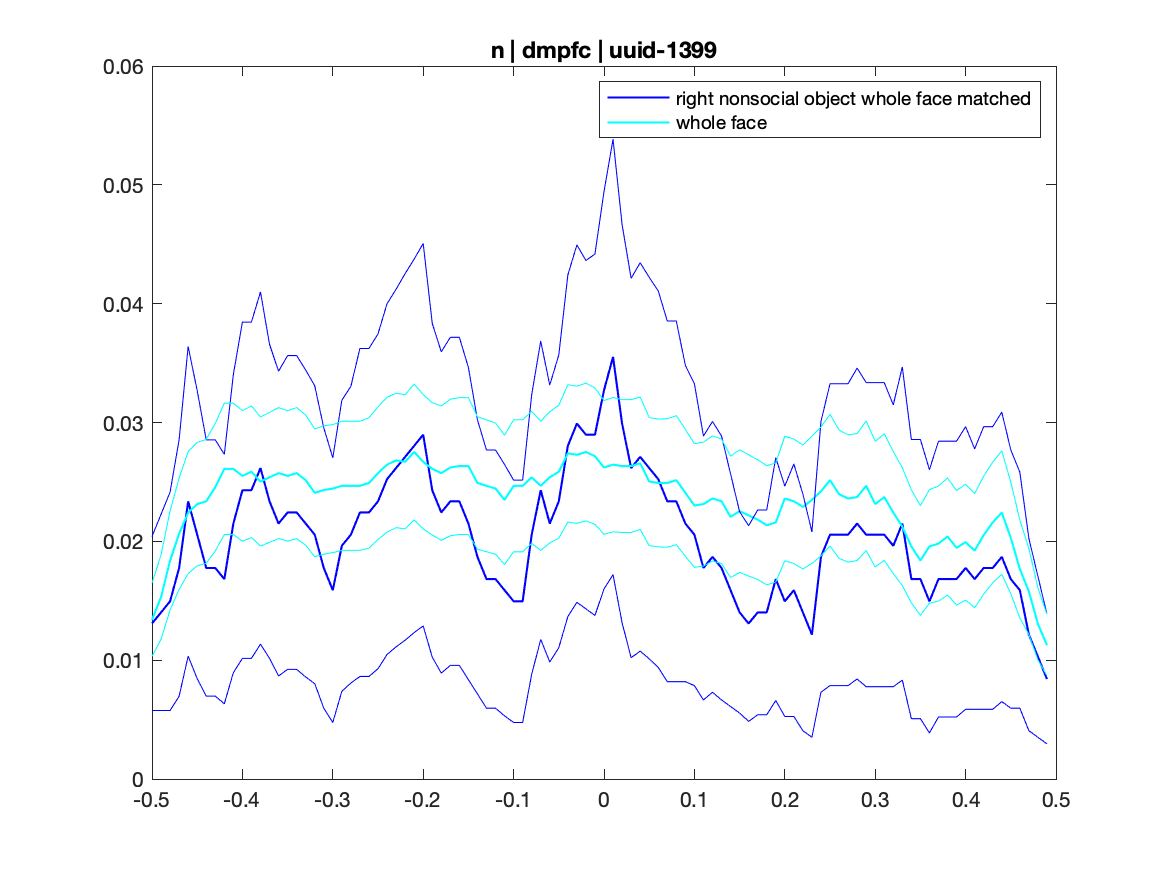 n | dmpfc | uuid-1399
0.06
right nonsocial object whole face matched
whole face
0.05
0.04
0.03
0.02
0.01
0
-0.5 -0.4 -0.3 -0.2 -0.1 0 0.1 0.2 0.3 0.4 0.5